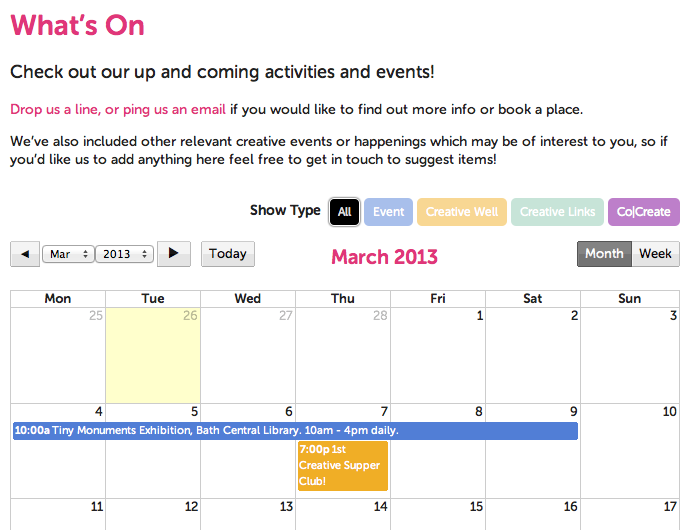 What's On
Check out our up and coming activities and events!
Drop us a line, or ping us an email if you would like to find out more info or book a place.
We've also included other relevant creative events or happenings which may be of interest to you, so if
you'd like us to add anything here feel free to get in touch to suggest items!
Show Type All Event Creative Well Creative Links Co|Create
◄ Mar 2013 ► Today March 2013 Month Week
Mon Tue Wed Thu Fri Sat Sun
25 26 27 28 1 2 3
4 5 6 7 8 9 10
10:00a Tiny Monuments Exhibition, Bath Central Library. 10am - 4pm daily.
7:00p 1st
Creative Supper
Club!
11 12 13 14 15 16 17